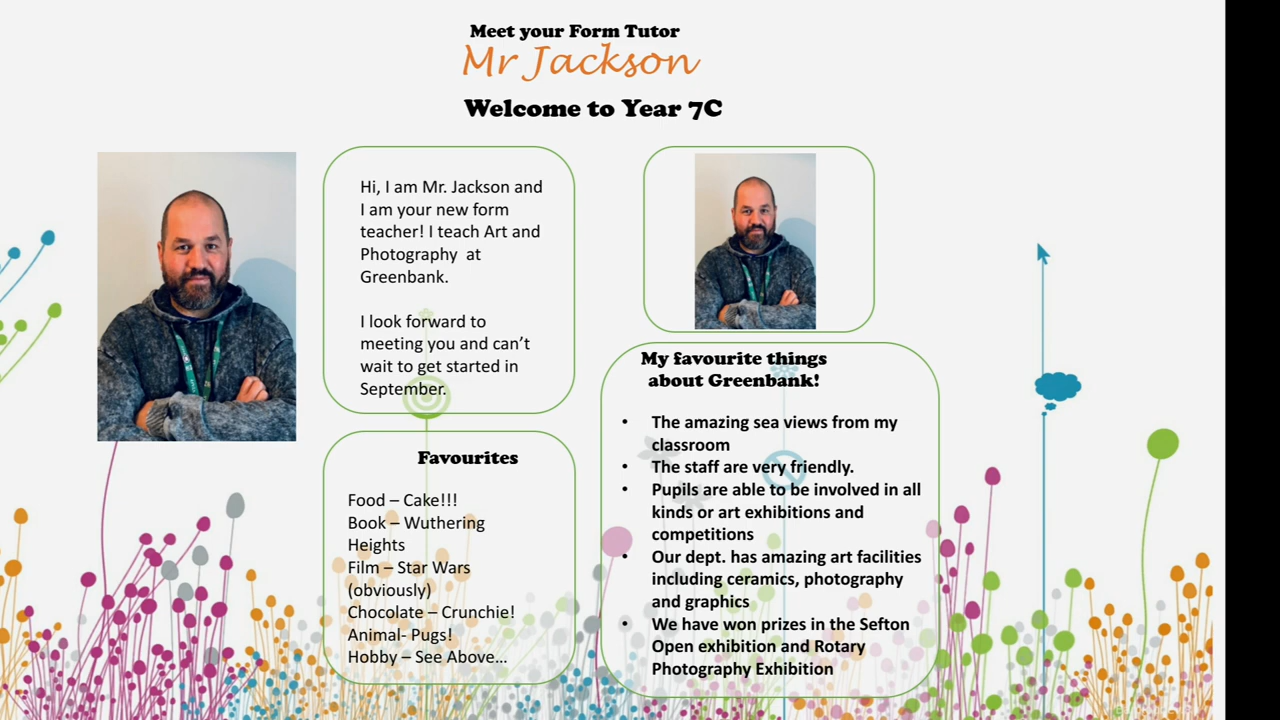 Meet your Form Tutor
Mr Jackson
Welcome to Year 7C
Hi, I am Mr. Jackson and
I am your new form
teacher! I teach Art and
Photography  at
Greenbank.
I look forward to
meeting you and can't
wait to get started in
September.
Favourites
Food – Cake!!!
Book – Wuthering
Heights
Film – Star Wars
(obviously)
Chocolate – Crunchie!
Animal- Pugs!
Hobby – See Above…
My favourite things
about Greenbank!
• The amazing sea views from my
classroom
• The staff are very friendly.
• Pupils are able to be involved in all
kinds or art exhibitions and
competitions
• Our dept. has amazing art facilities
including ceramics, photography
and graphics
• We have won prizes in the Sefton
Open exhibition and Rotary
Photography Exhibition